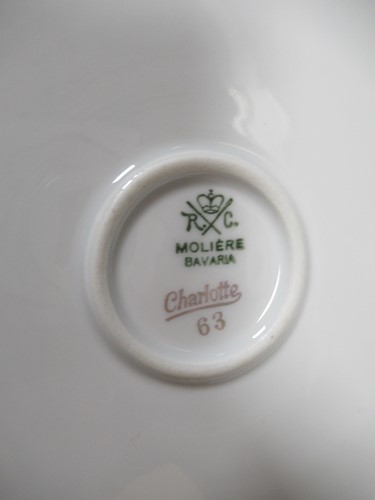 R. C.
MOLIÈRE
BAVARIA
Charlotte
63